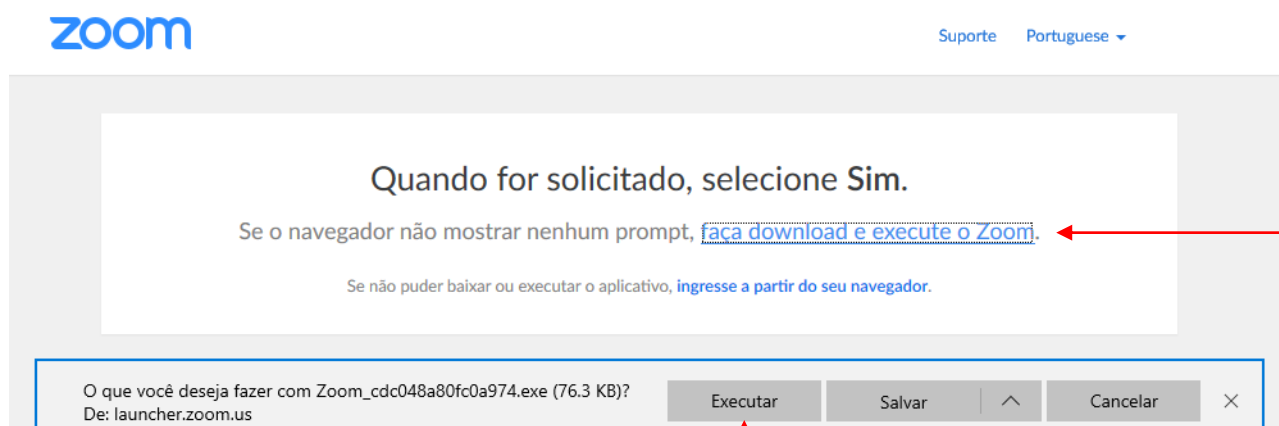 zoom
Suporte Portuguese
Quando for solicitado, selecione Sim.
Se o navegador não mostrar nenhum prompt, faça download e execute o Zoom.
Se não puder baixar ou executar o aplicativo, ingresse a partir do seu navegador.
O que você deseja fazer com Zoom_cdc048a80fc0a974.exe (76.3 KB)?
De: launcher.zoom.us
Executar Salvar Cancelar